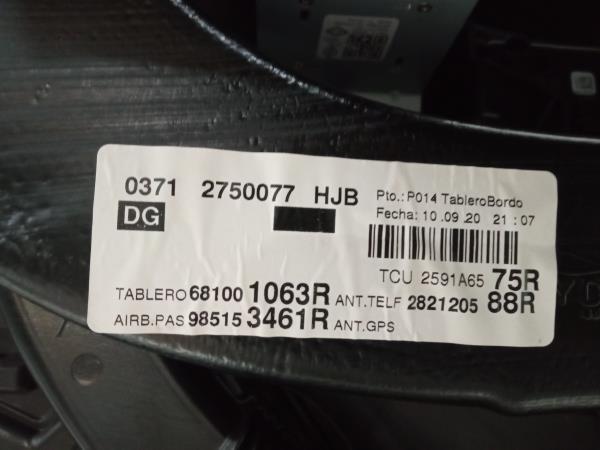 0371 2750077 HJB
Pto.: P014 TableroBordo
DG
Fecha: 10.09.20 21:07
TCU 2591A65 75R
TABLERO 68100 1063R ANT.TELF 2821205 88R
AIRB.PAS 98515 3461R ANT.GPS